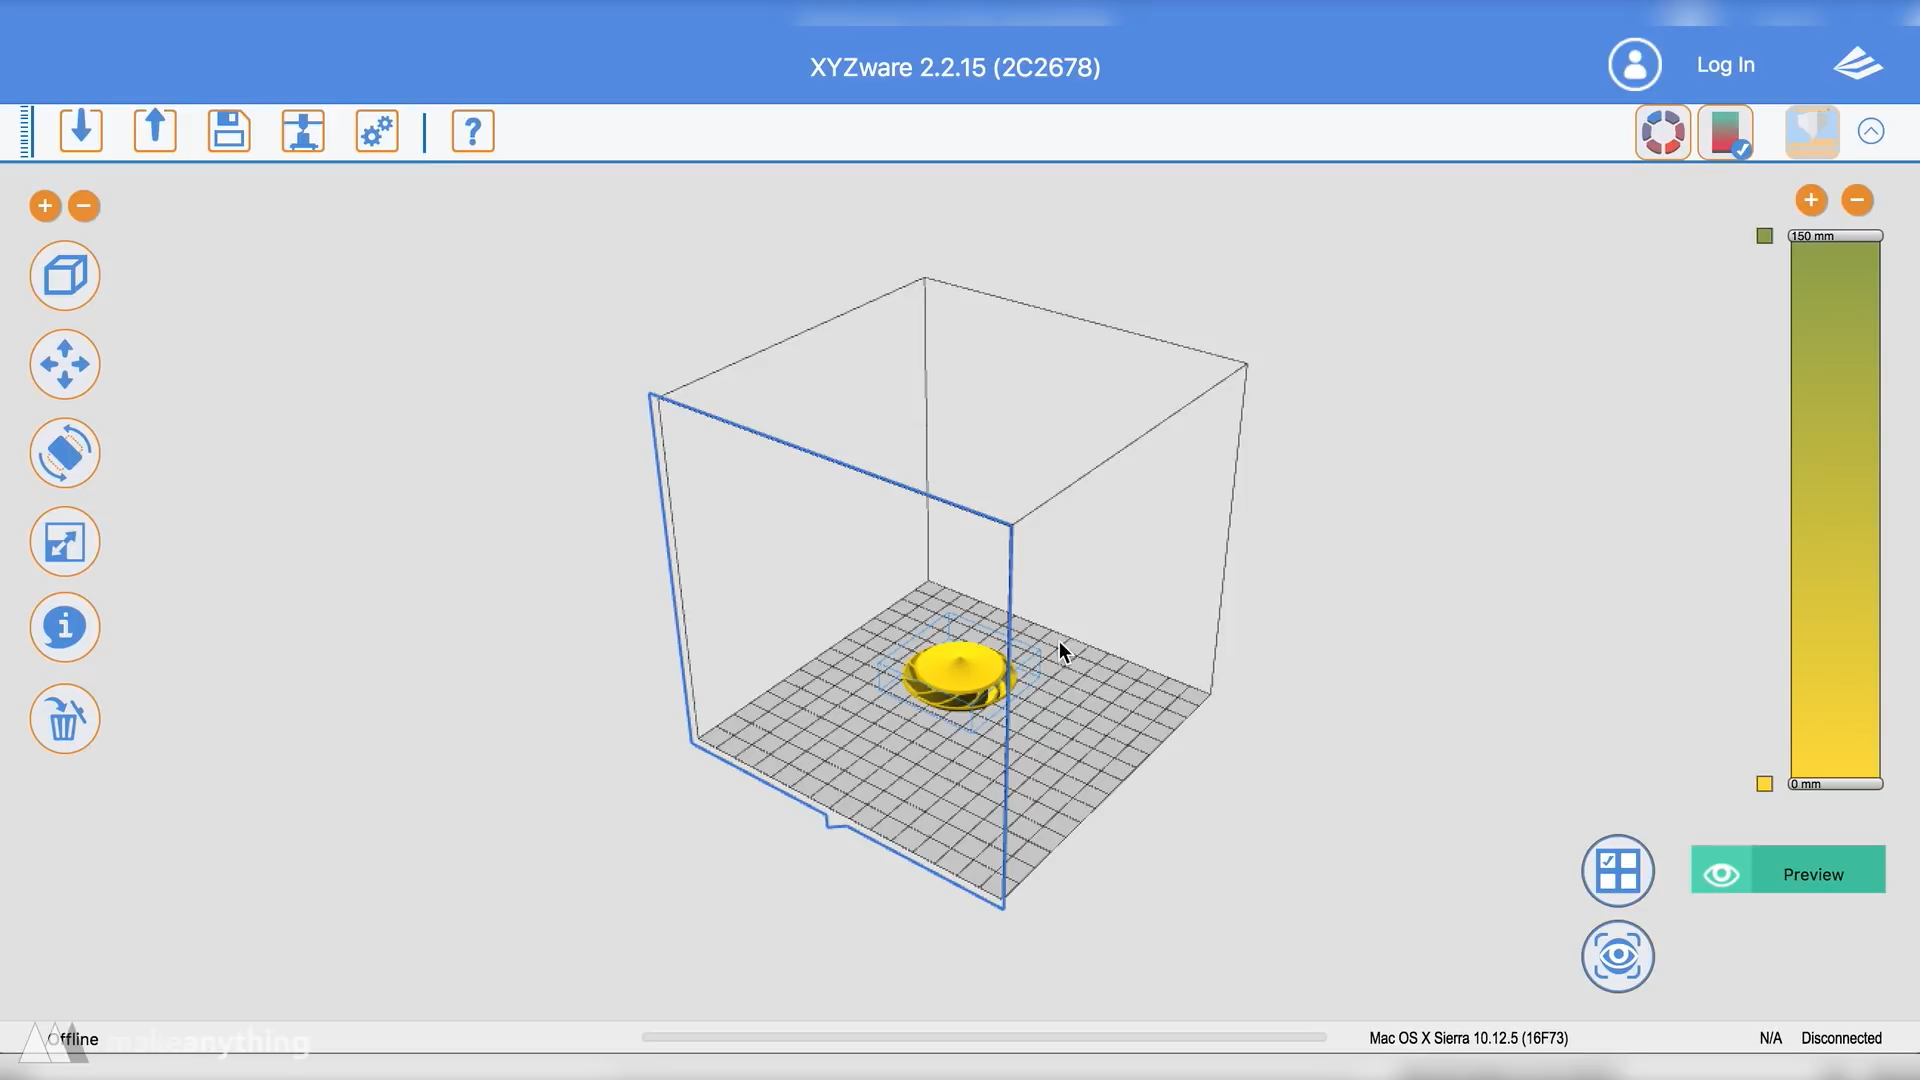 XYZware 2.2.15 (2C2678)
Log In
?
150 mm
0 mm
i
Preview
Offline
makeanything
Mac OS X Sierra 10.12.5 (16F73)
N/A
Disconnected